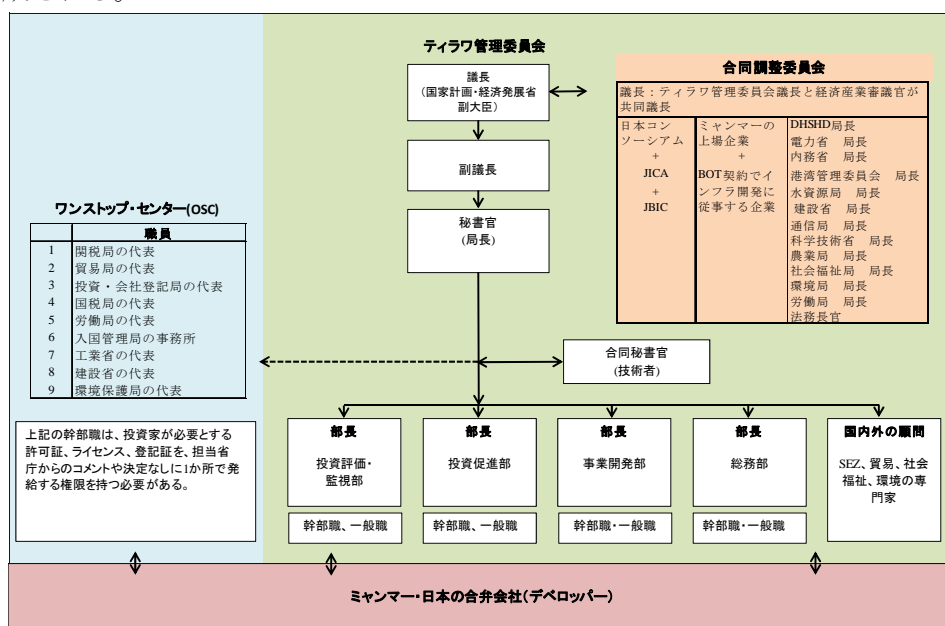 ティラワ管理委員会
議長
(国家計画・経済発展省
副大臣)
副議長
秘書官
(局長)
合同調整委員会
議長：ティラワ管理委員会議長と経済産業審議官が
共同議長
日本コン
ソーシアム
+
JICA
+
JBIC
ミャンマーの
上場企業
+
BOT契約でイ
ンフラ開発に
従事する企業
DHSHD局長
電力省　局長
内務省　局長
港湾管理委員会　局長
水資源局　局長
建設省　局長
通信局　局長
科学技術省　局長
農業局　局長
社会福祉局　局長
環境局　局長
労働局　局長
法務長官
ワンストップ・センター(OSC)
職員
1 関税局の代表
2 貿易局の代表
3 投資・会社登記局の代表
4 国税局の代表
5 労働局の代表
6 入国管理局の事務所
7 工業省の代表
8 建設省の代表
9 環境保護局の代表
合同秘書官
(技術者)
上記の幹部職は、投資家が必要とする
許可証、ライセンス、登記証を、担当省
庁からのコメントや決定なしに1か所で発
給する権限を持つ必要がある。
部長
投資評価・
監視部
幹部職、一般職
部長
投資促進部
幹部職、一般職
部長
事業開発部
幹部職・一般職
部長
総務部
幹部職・一般職
国内外の顧問
SEZ、貿易、社会
福祉、環境の専
門家
ミャンマー・日本の合弁会社(デベロッパー)